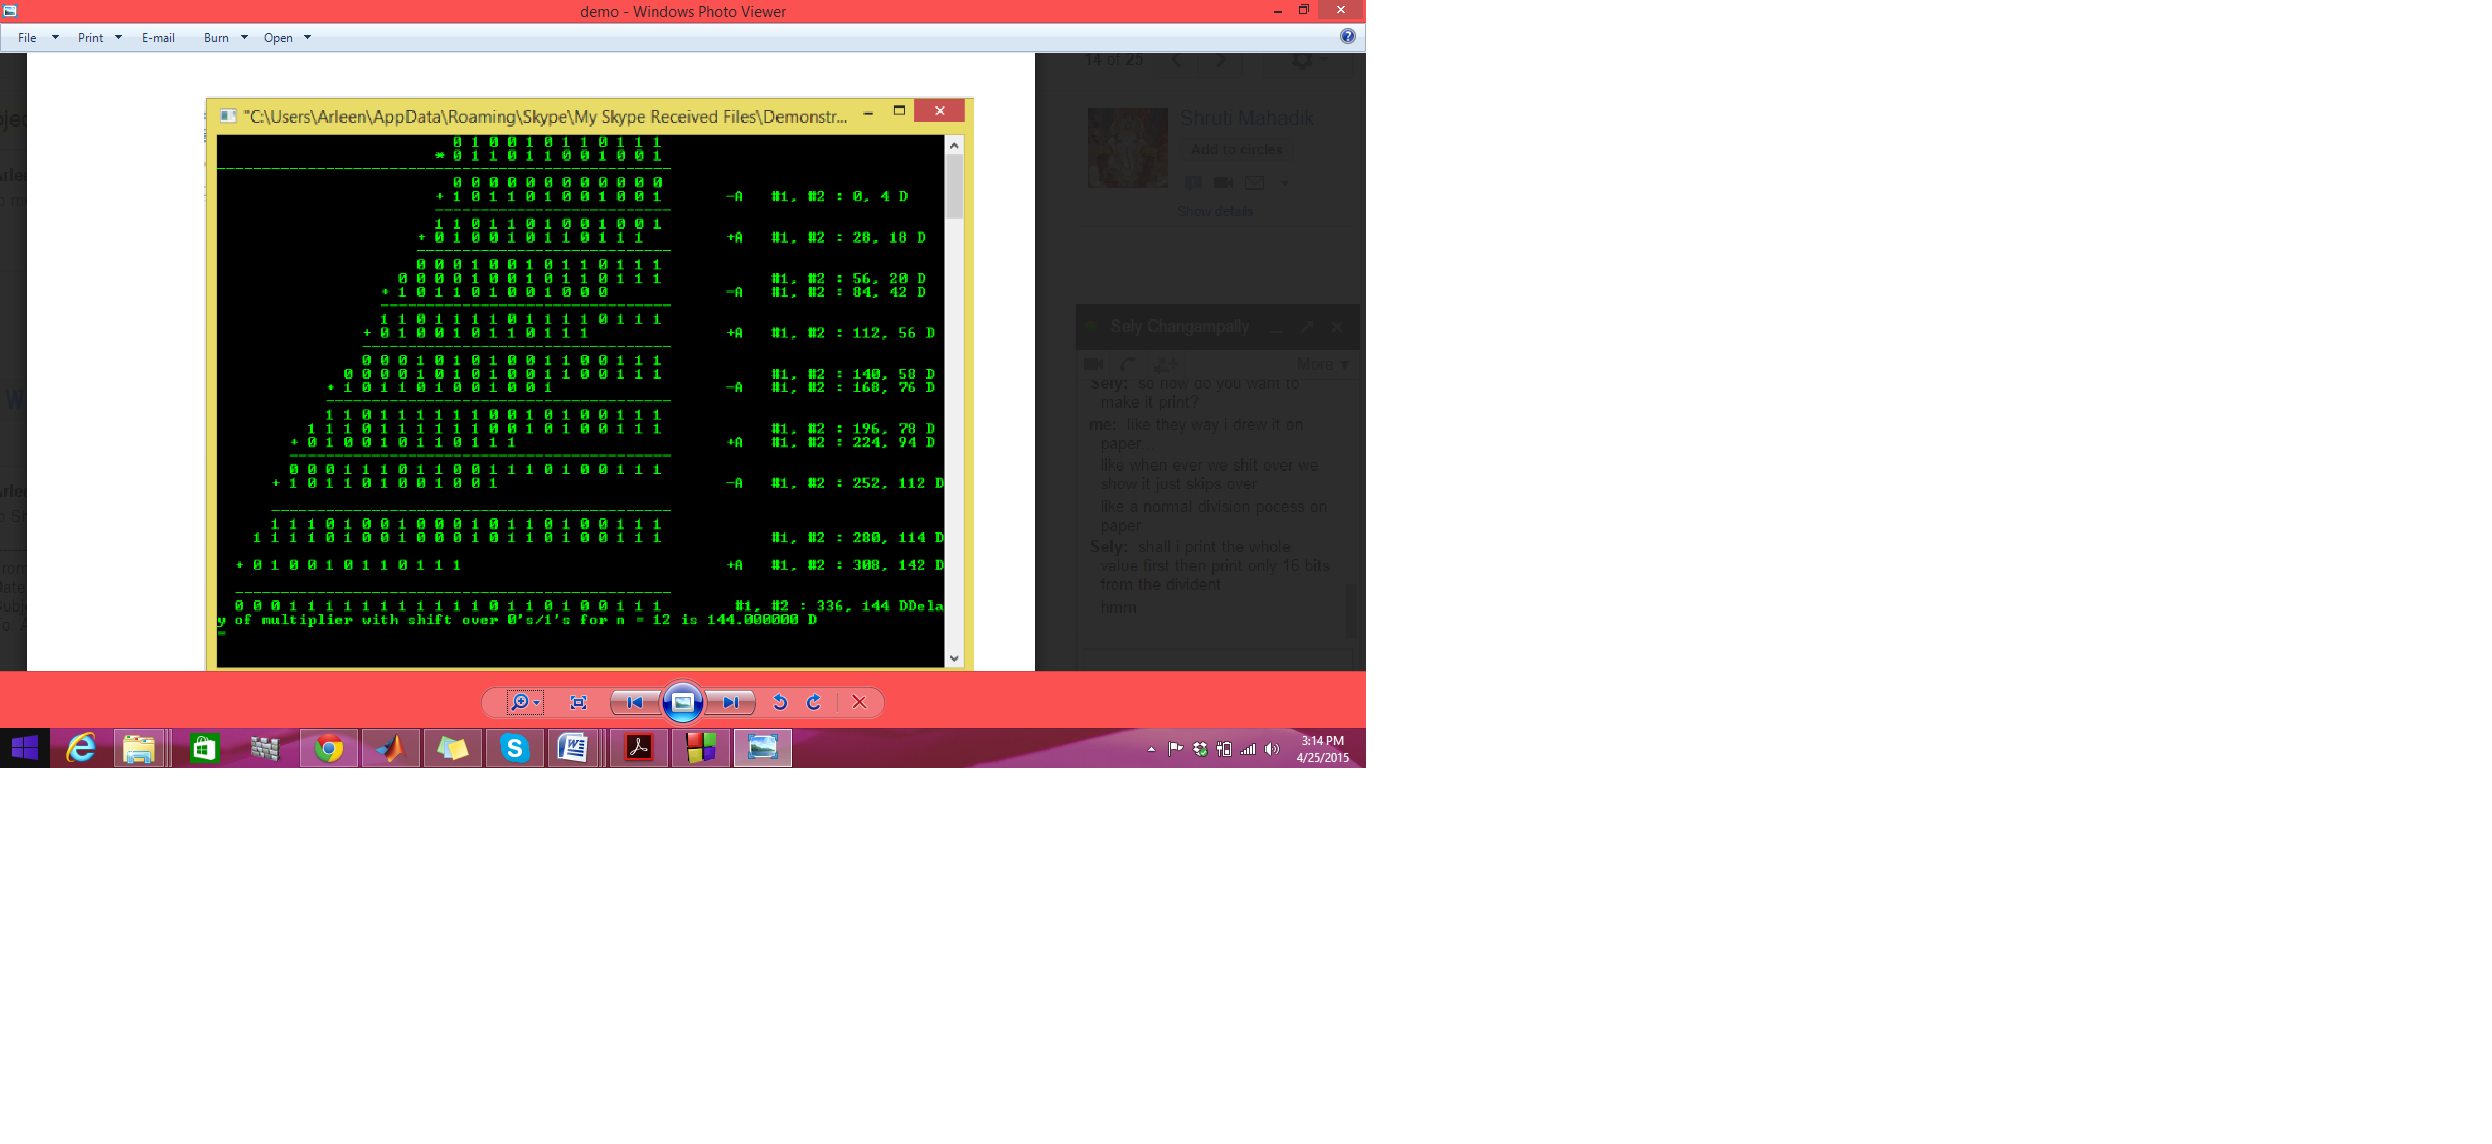 demo - Windows Photo Viewer
File Print E-mail Burn Open
14 of 25
Shruti Mahadik
Add to circles
Show details
"C:\Users\Arleen\AppData\Roaming\Skype\My Skype Received Files\Demonstr...
0 1 0 0 1 0 1 1 0 1 1 1
* 0 1 1 0 1 1 0 0 1 0 0 1
0 0 0 0 0 0 0 0 0 0 0 0
+ 1 0 1 1 0 1 0 0 1 0 0 1 -A #1, #2 : 0, 4 D
1 1 0 1 1 0 1 0 0 1 0 0 1
+ 0 1 0 0 1 0 1 1 0 1 1 1 +A #1, #2 : 28, 18 D
0 0 0 1 0 0 1 0 1 1 0 1 1 1
0 0 0 0 1 0 0 1 0 1 1 0 1 1 1 #1, #2 : 56, 20 D
+ 1 0 1 1 0 1 0 0 1 0 0 0 -A #1, #2 : 84, 42 D
1 1 0 1 1 1 1 0 1 1 1 1 0 1 1 1
+ 0 1 0 0 1 0 1 1 0 1 1 1 +A #1, #2 : 112, 56 D
0 0 0 1 0 1 0 1 0 0 1 1 0 0 1 1 1
0 0 0 0 1 0 1 0 1 0 0 1 1 0 0 1 1 1 #1, #2 : 140, 58 D
+ 1 0 1 1 0 1 0 0 1 0 0 1 -A #1, #2 : 168, 76 D
1 1 0 1 1 1 1 1 1 0 0 1 0 1 0 0 1 1 1
1 1 1 0 1 1 1 1 1 1 0 0 1 0 1 0 0 1 1 1 #1, #2 : 196, 78 D
+ 0 1 0 0 1 0 1 1 0 1 1 1 +A #1, #2 : 224, 94 D
0 0 0 1 1 1 0 1 1 0 0 1 1 1 0 1 0 0 1 1 1
+ 1 0 1 1 0 1 0 0 1 0 0 1 -A #1, #2 : 252, 112 D
1 1 1 0 1 0 0 1 0 0 0 1 0 1 1 0 1 0 0 1 1 1
1 1 1 1 0 1 0 0 1 0 0 0 1 0 1 1 0 1 0 0 1 1 1 #1, #2 : 280, 114 D
+ 0 1 0 0 1 0 1 1 0 1 1 1 +A #1, #2 : 308, 142 D
0 0 0 1 1 1 1 1 1 1 1 1 1 0 1 1 0 1 0 0 1 1 1 1 #1, #2 : 336, 144 DDela
y of multiplier with shift over 0's/1's for n = 12 is 144.000000 D
Sely Changampally
More
Sely: so how do you want to
make it print?
me: like they way i drew it on
paper
like when ever we shit over we
show it just skips over
like a normal division pocess on
paper
Sely: shall i print the whole
value first then print only 15 bits
from the divident
hmm
3:14 PM
4/25/2015